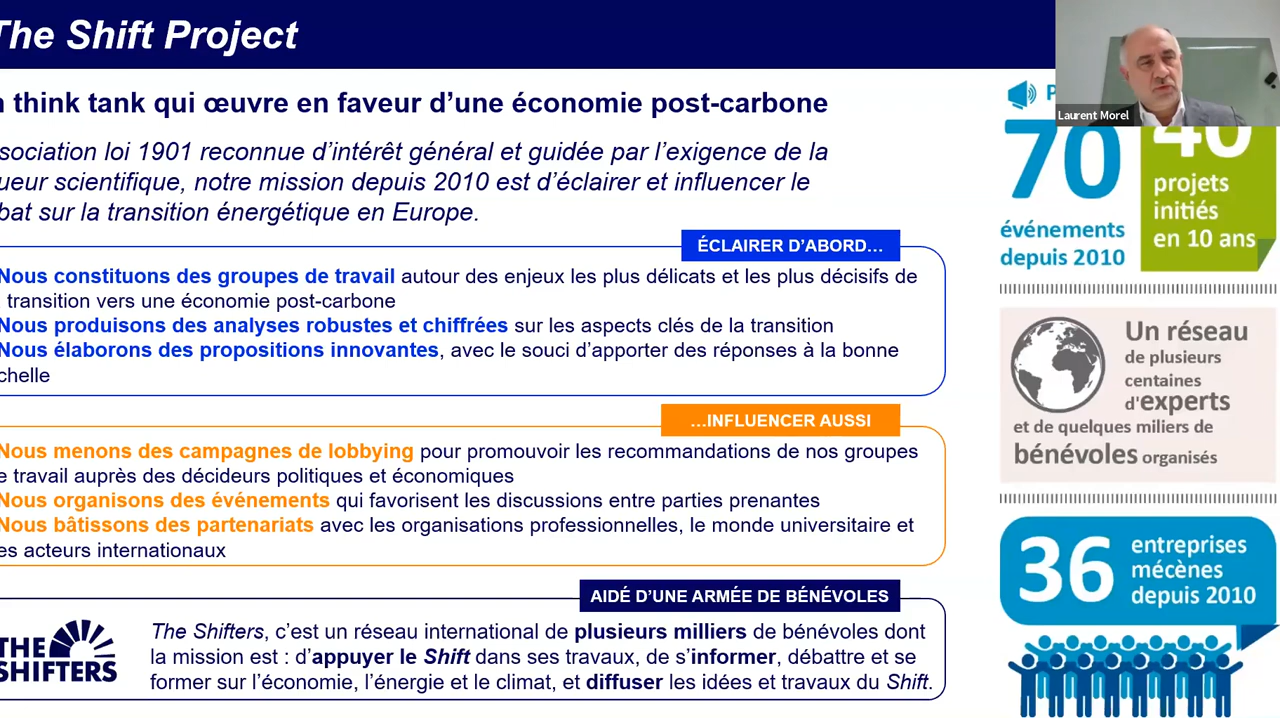 The Shift Project
think tank qui œuvre en faveur d’une économie post-carbone
sociation loi 1901 reconnue d’intérêt général et guidée par l’exigence de la
ueur scientifique, notre mission depuis 2010 est d’éclairer et influencer le
bat sur la transition énergétique en Europe.
ÉCLAIRER D’ABORD…
Nous constituons des groupes de travail autour des enjeux les plus délicats et les plus décisifs de
transition vers une économie post-carbone
Nous produisons des analyses robustes et chiffrées sur les aspects clés de la transition
Nous élaborons des propositions innovantes, avec le souci d’apporter des réponses à la bonne
chelle
…INFLUENCER AUSSI
Nous menons des campagnes de lobbying pour promouvoir les recommandations de nos groupes
e travail auprès des décideurs politiques et économiques
Nous organisons des événements qui favorisent les discussions entre parties prenantes
Nous bâtissons des partenariats avec les organisations professionnelles, le monde universitaire et
es acteurs internationaux
AIDÉ D’UNE ARMÉE DE BÉNÉVOLES
THE
SHIFTERS
The Shifters, c’est un réseau international de plusieurs milliers de bénévoles dont
la mission est : d’appuyer le Shift dans ses travaux, de s’informer, débattre et se
former sur l’économie, l’énergie et le climat, et diffuser les idées et travaux du Shift.
Laurent Morel
P
70
événements
depuis 2010
40
projets
initiés
en 10 ans
Un réseau
de plusieurs
centaines
d'experts
et de quelques miliers de
bénévoles organisés
36
entreprises
mécènes
depuis 2010